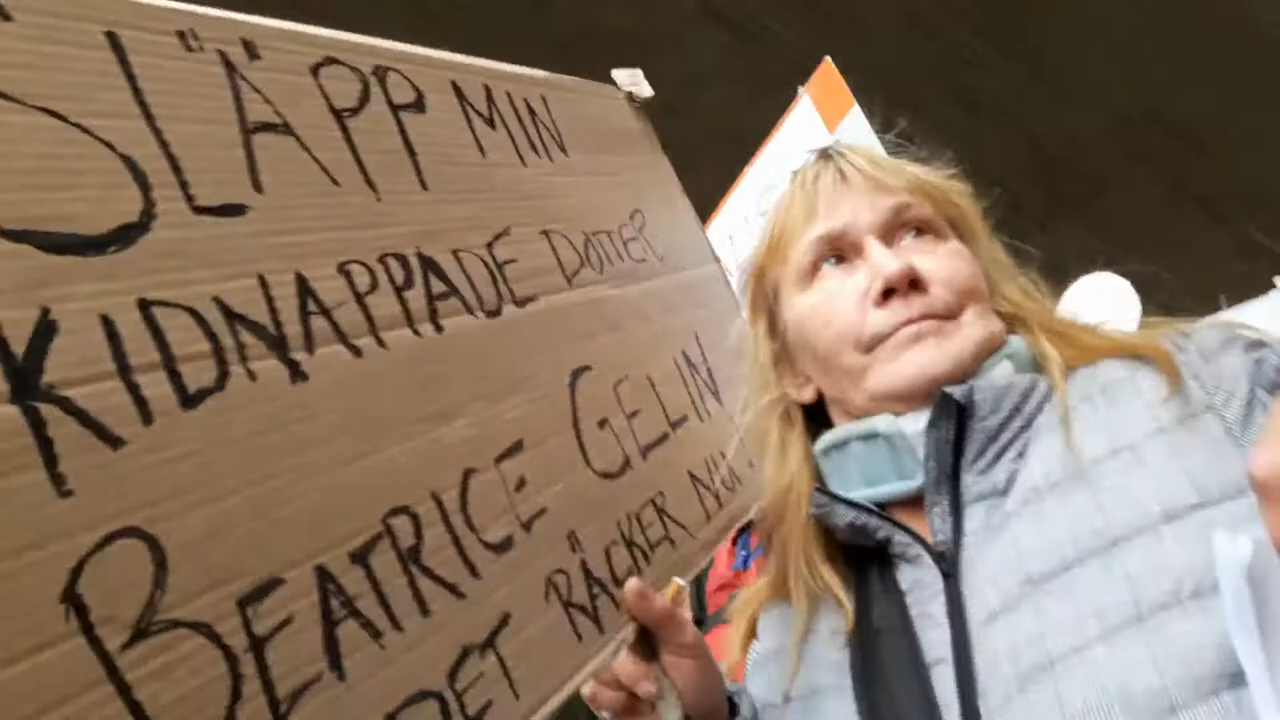 SLÄPP MIN
KIDNAPPADE DOTTER
BEATRICE GELIN
DET RÄCKER NU!